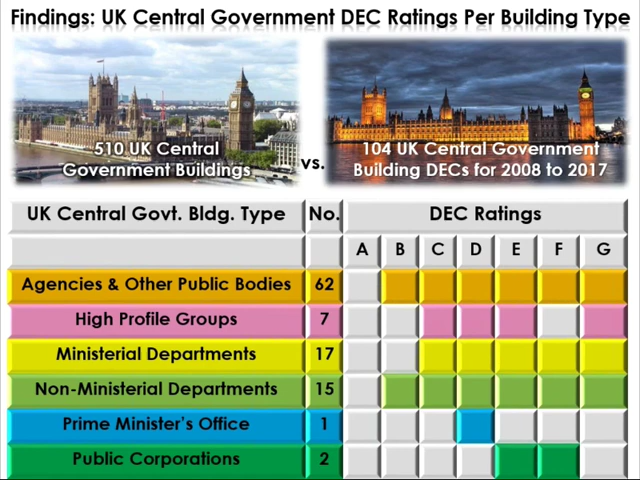 Findings: UK Central Government DEC Ratings Per Building Type
510 UK Central
Government Buildings
vs.
104 UK Central Government
Building DECs for 2008 to 2017
UK Central Govt. Bldg. Type No. DEC Ratings
A B C D E F G
Agencies & Other Public Bodies 62
High Profile Groups 7
Ministerial Departments 17
Non-Ministerial Departments 15
Prime Minister's Office 1
Public Corporations 2